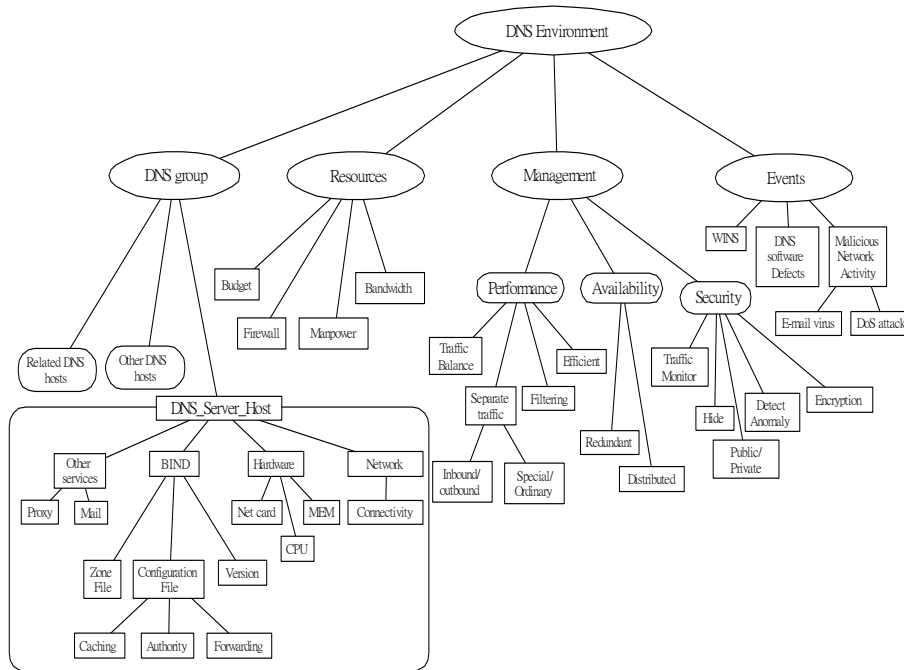 DNS Environment
DNS group
Resources
Management
Events
WINS
DNS
software
Defects
Malicious
Network
Activity
Budget
Bandwidth
Performance
Availability
Security
Firewall
Manpower
E-mail virus
DoS attack
Related DNS
hosts
Other DNS
hosts
Traffic
Balance
Efficient
Traffic
Monitor
Separate
traffic
Filtering
Hide
Detect
Anomaly
Encryption
DNS_Server_Host
Redundant
Public/
Private
Other
services
BIND
Hardware
Network
Inbound/
outbound
Special/
Ordinary
Distributed
Proxy
Mail
Net card
MEM
Connectivity
CPU
Zone
File
Configuration
File
Version
Caching
Authority
Forwarding